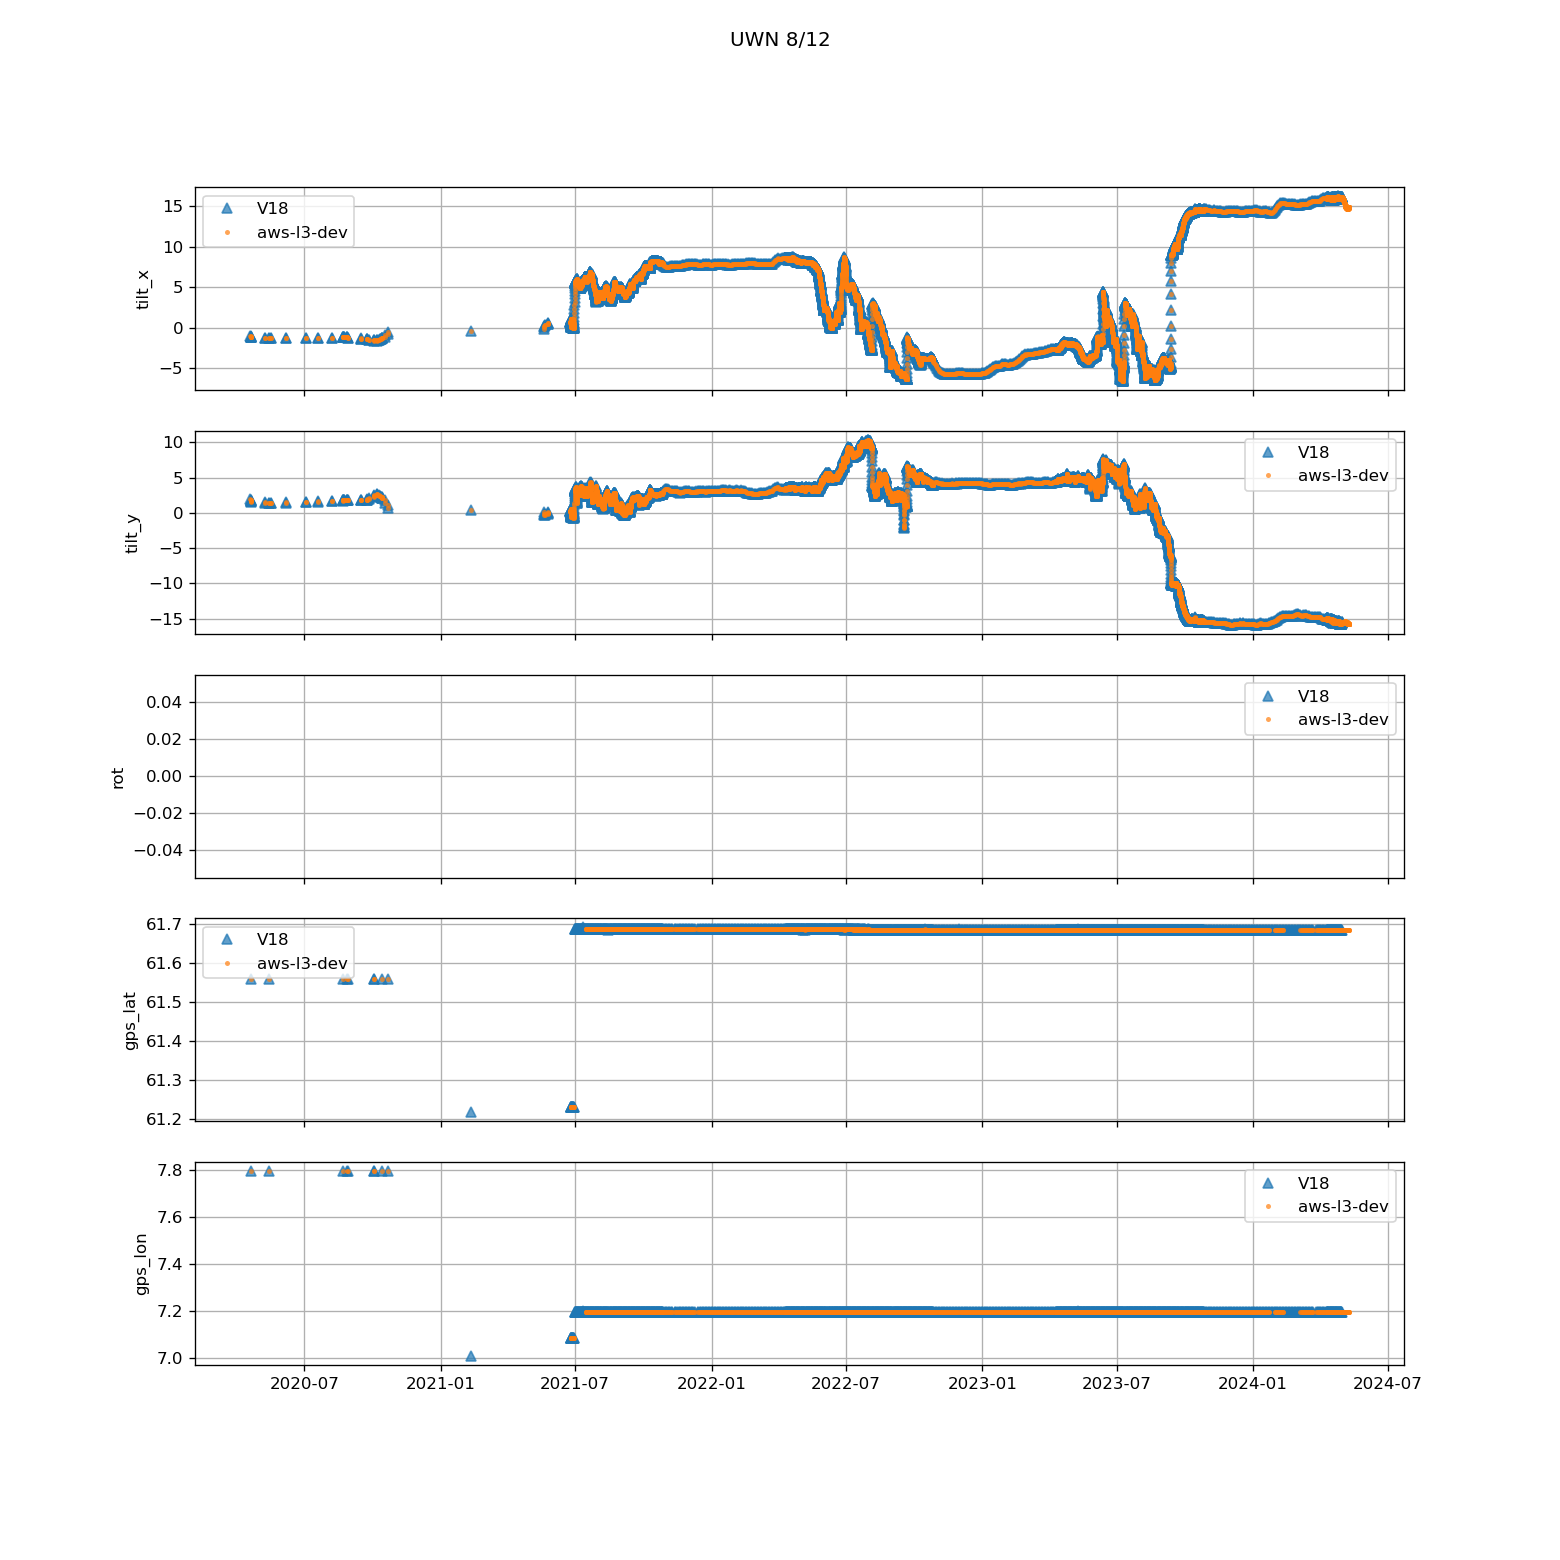 UWN 8/12
V18
aws-l3-dev
15
10
5
0
−5
tilt_x
V18
aws-l3-dev
10
5
0
−5
−10
−15
tilt_y
V18
aws-l3-dev
0.04
0.02
0.00
−0.02
−0.04
rot
V18
aws-l3-dev
61.7
61.6
61.5
61.4
61.3
61.2
gps_lat
V18
aws-l3-dev
7.8
7.6
7.4
7.2
7.0
gps_lon
2020-07 2021-01 2021-07 2022-01 2022-07 2023-01 2023-07 2024-01 2024-07